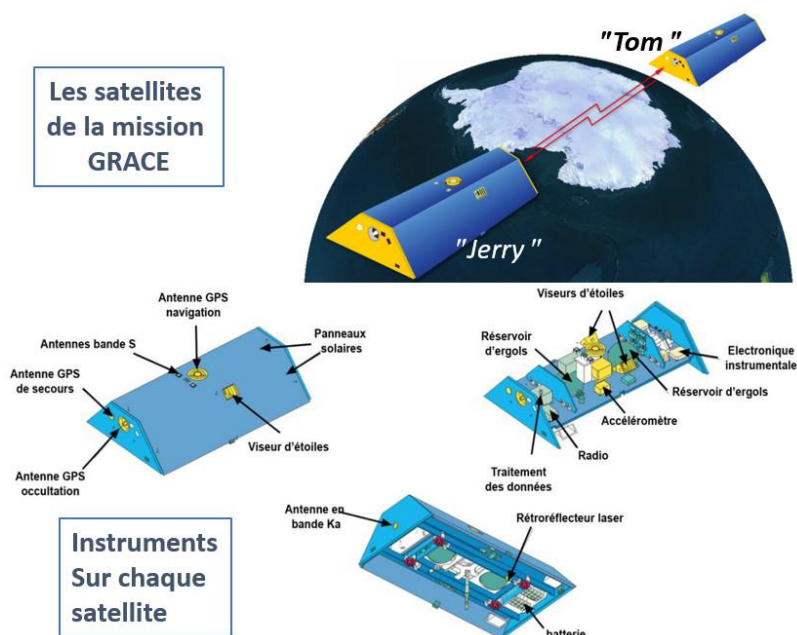 Les satellites
de la mission
GRACE
"Tom"
"Jerry"
Antenne GPS
navigation
Antennes bande S
Panneaux
solaires
Antenne GPS
de secours
Antenne GPS
occultation
Viseur d'étoiles
Viseurs d'étoiles
Réservoir
d'ergols
Electronique
instrumentale
Réservoir d'ergols
Accéléromètre
Radio
Traitement
des données
Antenne en
bande Ka
Rétroréflecteur laser
batterie
Instruments
Sur chaque
satellite